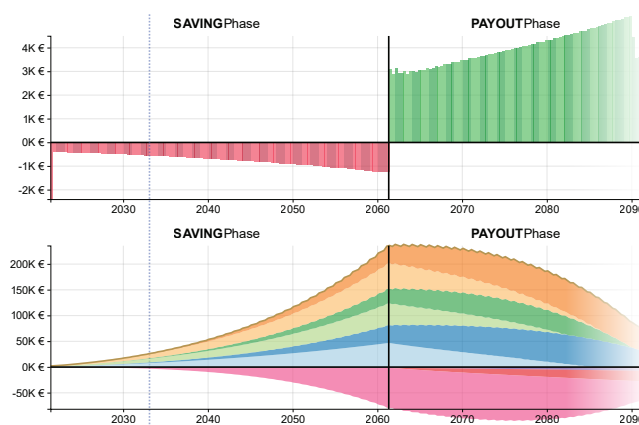 SAVINGPhase PAYOUTPhase
4K €
3K €
2K €
1K €
0K €
-1K €
-2K €
2030 2040 2050 2060 2070 2080 2090
SAVINGPhase PAYOUTPhase
200K €
150K €
100K €
50K €
0K €
-50K €
2030 2040 2050 2060 2070 2080 2090